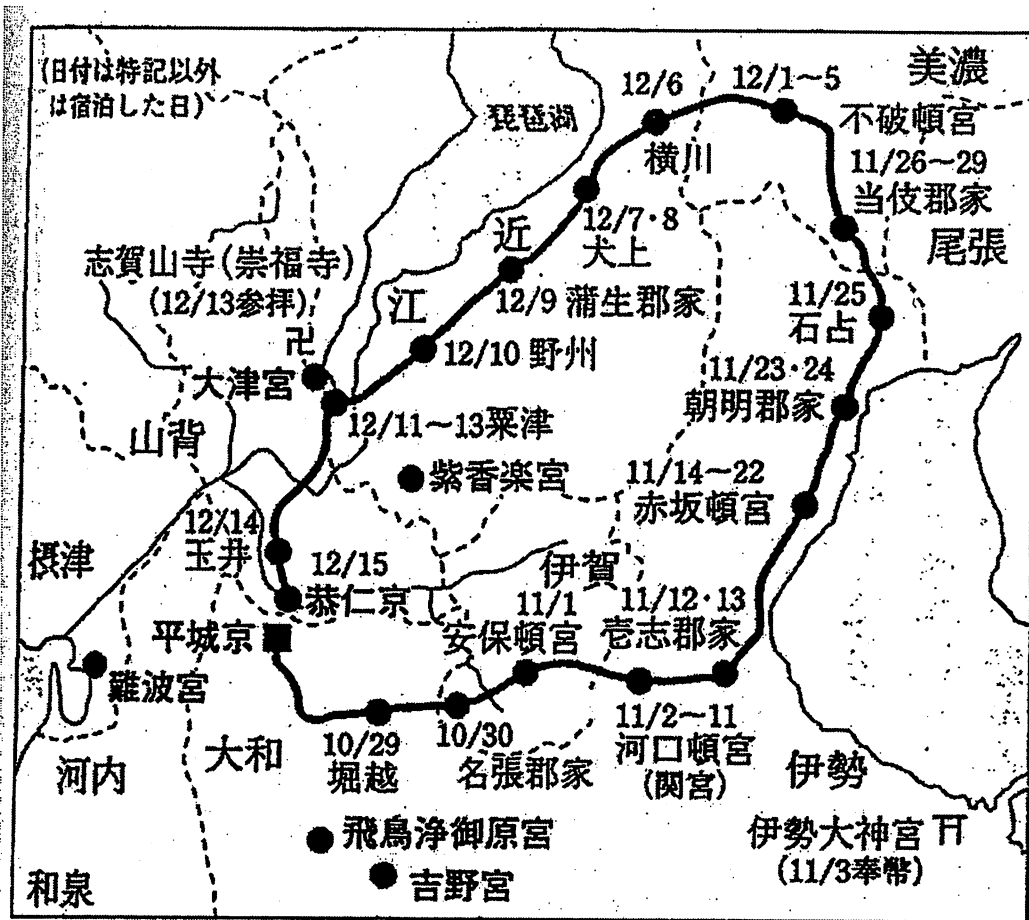 (日付は特記以外
は宿泊した日)
美濃
12/1～5
不破頓宮
12/6
横川
琵琶湖
11/26～29
当伎郡家
尾張
12/7・8
犬上
近
江
志賀山寺(崇福寺)
(12/13参拝)
卍
12/9 蒲生郡家
11/25
石占
12/10 野州
大津宮
11/23・24
朝明郡家
12/11～13粟津
山背
紫香楽宮
11/14～22
赤坂頓宮
12/14
玉井
摂津
12/15
恭仁京
伊賀
11/1
安保頓宮
11/12・13
壱志郡家
平城京
難波宮
10/29
堀越
10/30
名張郡家
11/2～11
河口頓宮
(関宮)
大和
河内
伊勢
飛鳥浄御原宮
伊勢大神宮
(11/3奉幣)
吉野宮
和泉